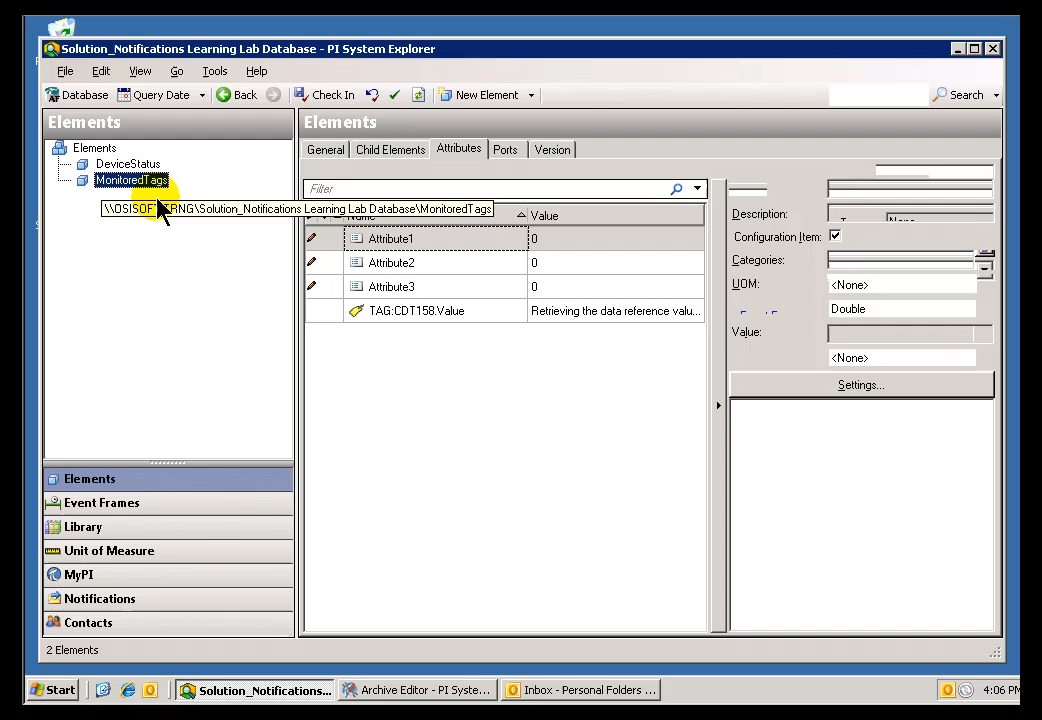 Solution_Notifications Learning Lab Database - PI System Explorer
File Edit View Go Tools Help
Database Query Date Back Check In New Element Search
Elements
Elements
DeviceStatus
MonitoredTags
Elements
Event Frames
Library
Unit of Measure
MyPI
Notifications
Contacts
Elements
General Child Elements Attributes Ports Version
Filter
\\OSISOFT Solution_Notifications Learning Lab Database\MonitoredTags
Name Value
Attribute1 0
Attribute2 0
Attribute3 0
TAG:CDT158.Value Retrieving the data reference valu...
Description:
Configuration Item:
Categories:
UOM: <None>
Double
Value:
<None>
Settings...
2 Elements
Start Solution_Notifications... Archive Editor - PI Syste... Inbox - Personal Folders ... 4:06 PM